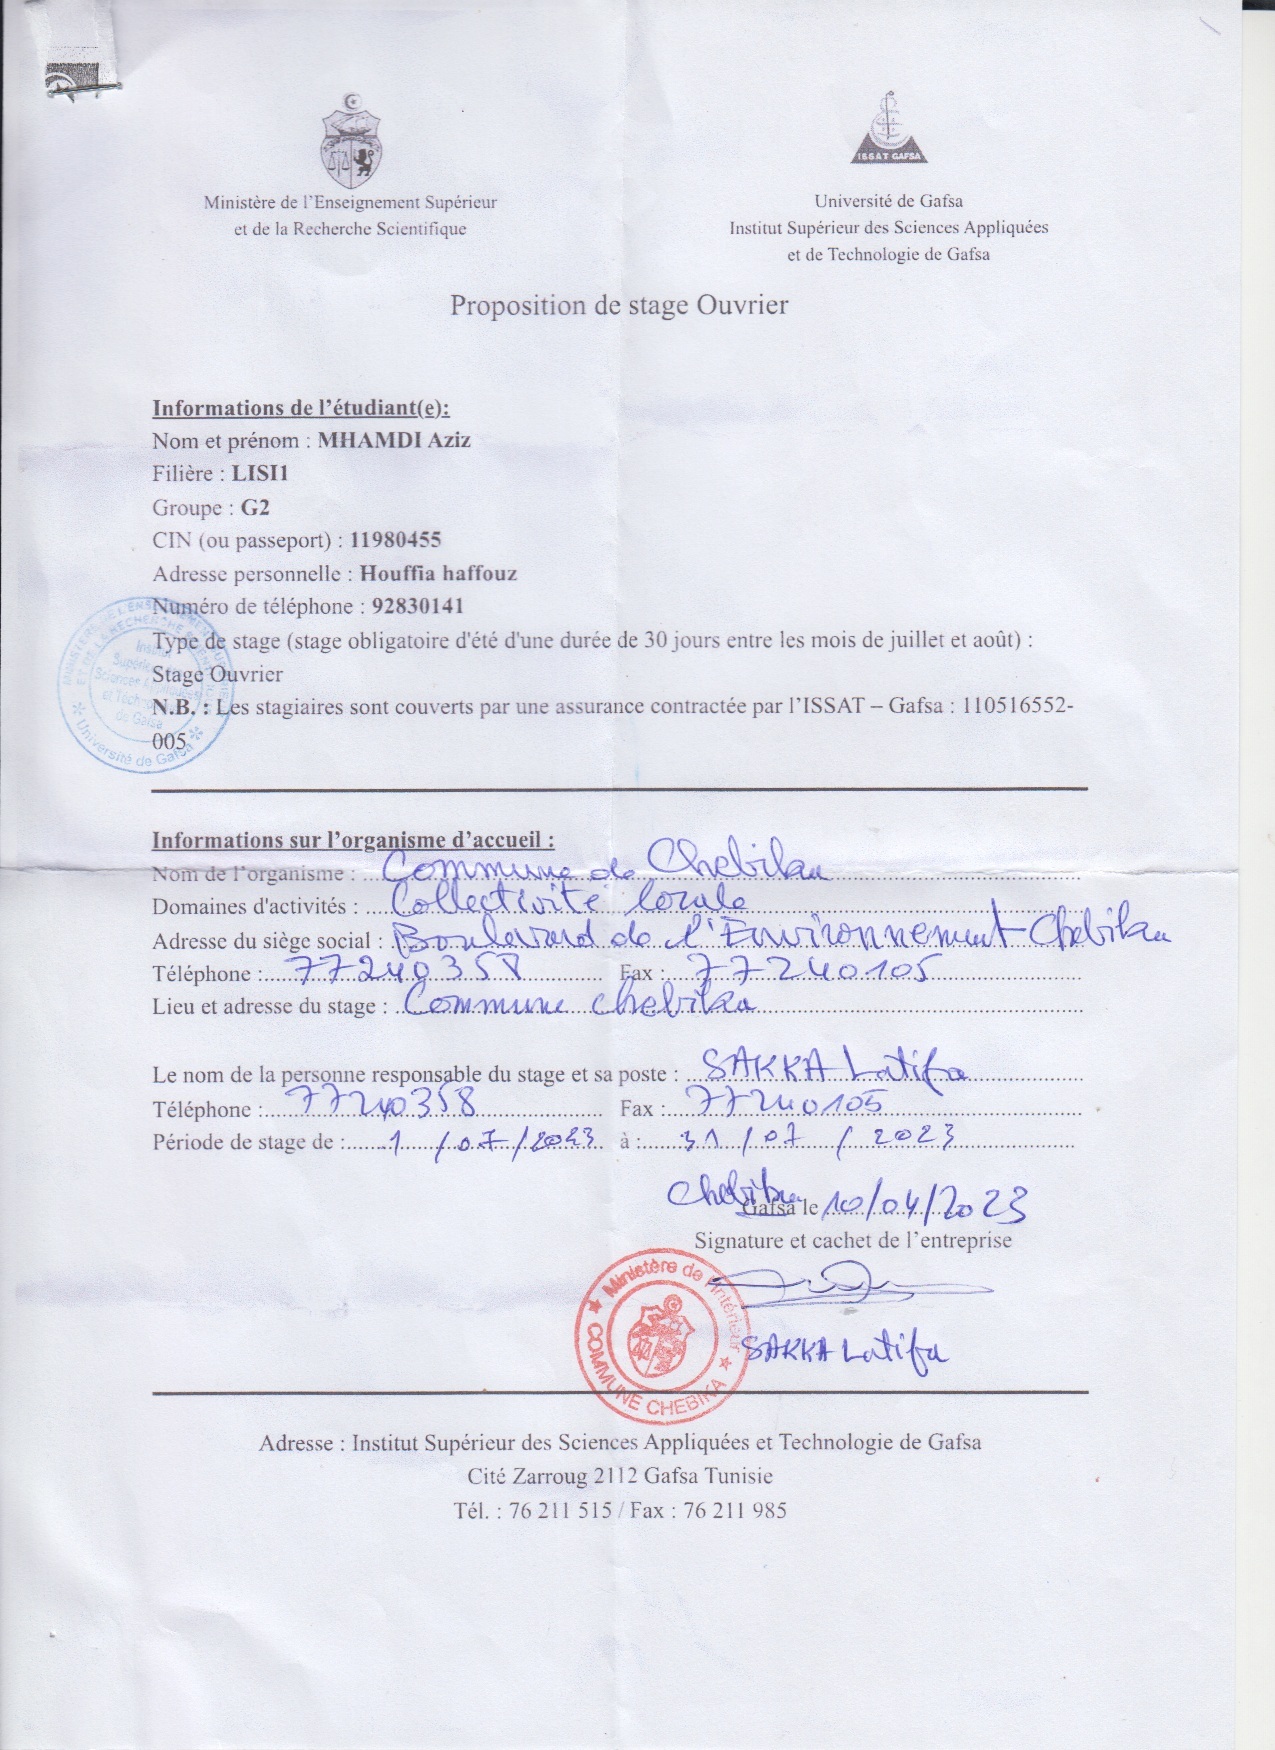 Ministère de l'Enseignement Supérieur
et de la Recherche Scientifique
ISSAT GAFSA
Université de Gafsa
Institut Supérieur des Sciences Appliquées
et de Technologie de Gafsa
Proposition de stage Ouvrier
Informations de l'étudiant(e):
Nom et prénom : MHAMDI Aziz
Filière : LISI1
Groupe : G2
CIN (ou passeport) : 11980455
Adresse personnelle : Houffia haffouz
Numéro de téléphone : 92830141
Type de stage (stage obligatoire d'été d'une durée de 30 jours entre les mois de juillet et août) :
Stage Ouvrier
N.B. : Les stagiaires sont couverts par une assurance contractée par l'ISSAT – Gafsa : 110516552-
005
Institut
Supérieur des
Sciences Appliquées
et Technologie
de Gafsa
Université de Gafsa
Informations sur l'organisme d'accueil :
Nom de l'organisme : Commune de Chebika
Domaines d'activités : Collectivité locale
Adresse du siège social : Boulevard de l'Environnement Chebika
Téléphone : 77240358 Fax : 77240105
Lieu et adresse du stage : Commune chebika
Le nom de la personne responsable du stage et sa poste : SAKKA Latifa
Téléphone : 77240358 Fax : 77240105
Période de stage de : 1/07/2023 à : 31/07/2023
Chebika
Gafsa le 10/04/2023
Signature et cachet de l'entreprise
Ministère de l'Intérieur
COMMUNE CHEBIKA
SAKKA Latifa
Adresse : Institut Supérieur des Sciences Appliquées et Technologie de Gafsa
Cité Zarroug 2112 Gafsa Tunisie
Tél. : 76 211 515 / Fax : 76 211 985